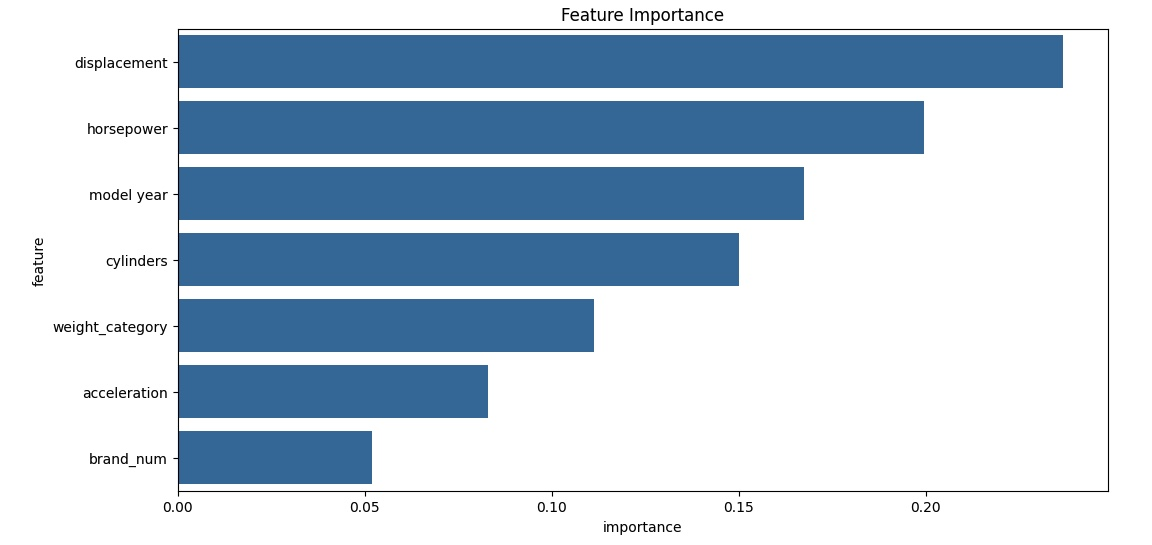 Feature Importance
displacement
horsepower
model year
cylinders
weight_category
acceleration
brand_num
feature
0.00 0.05 0.10 0.15 0.20
importance